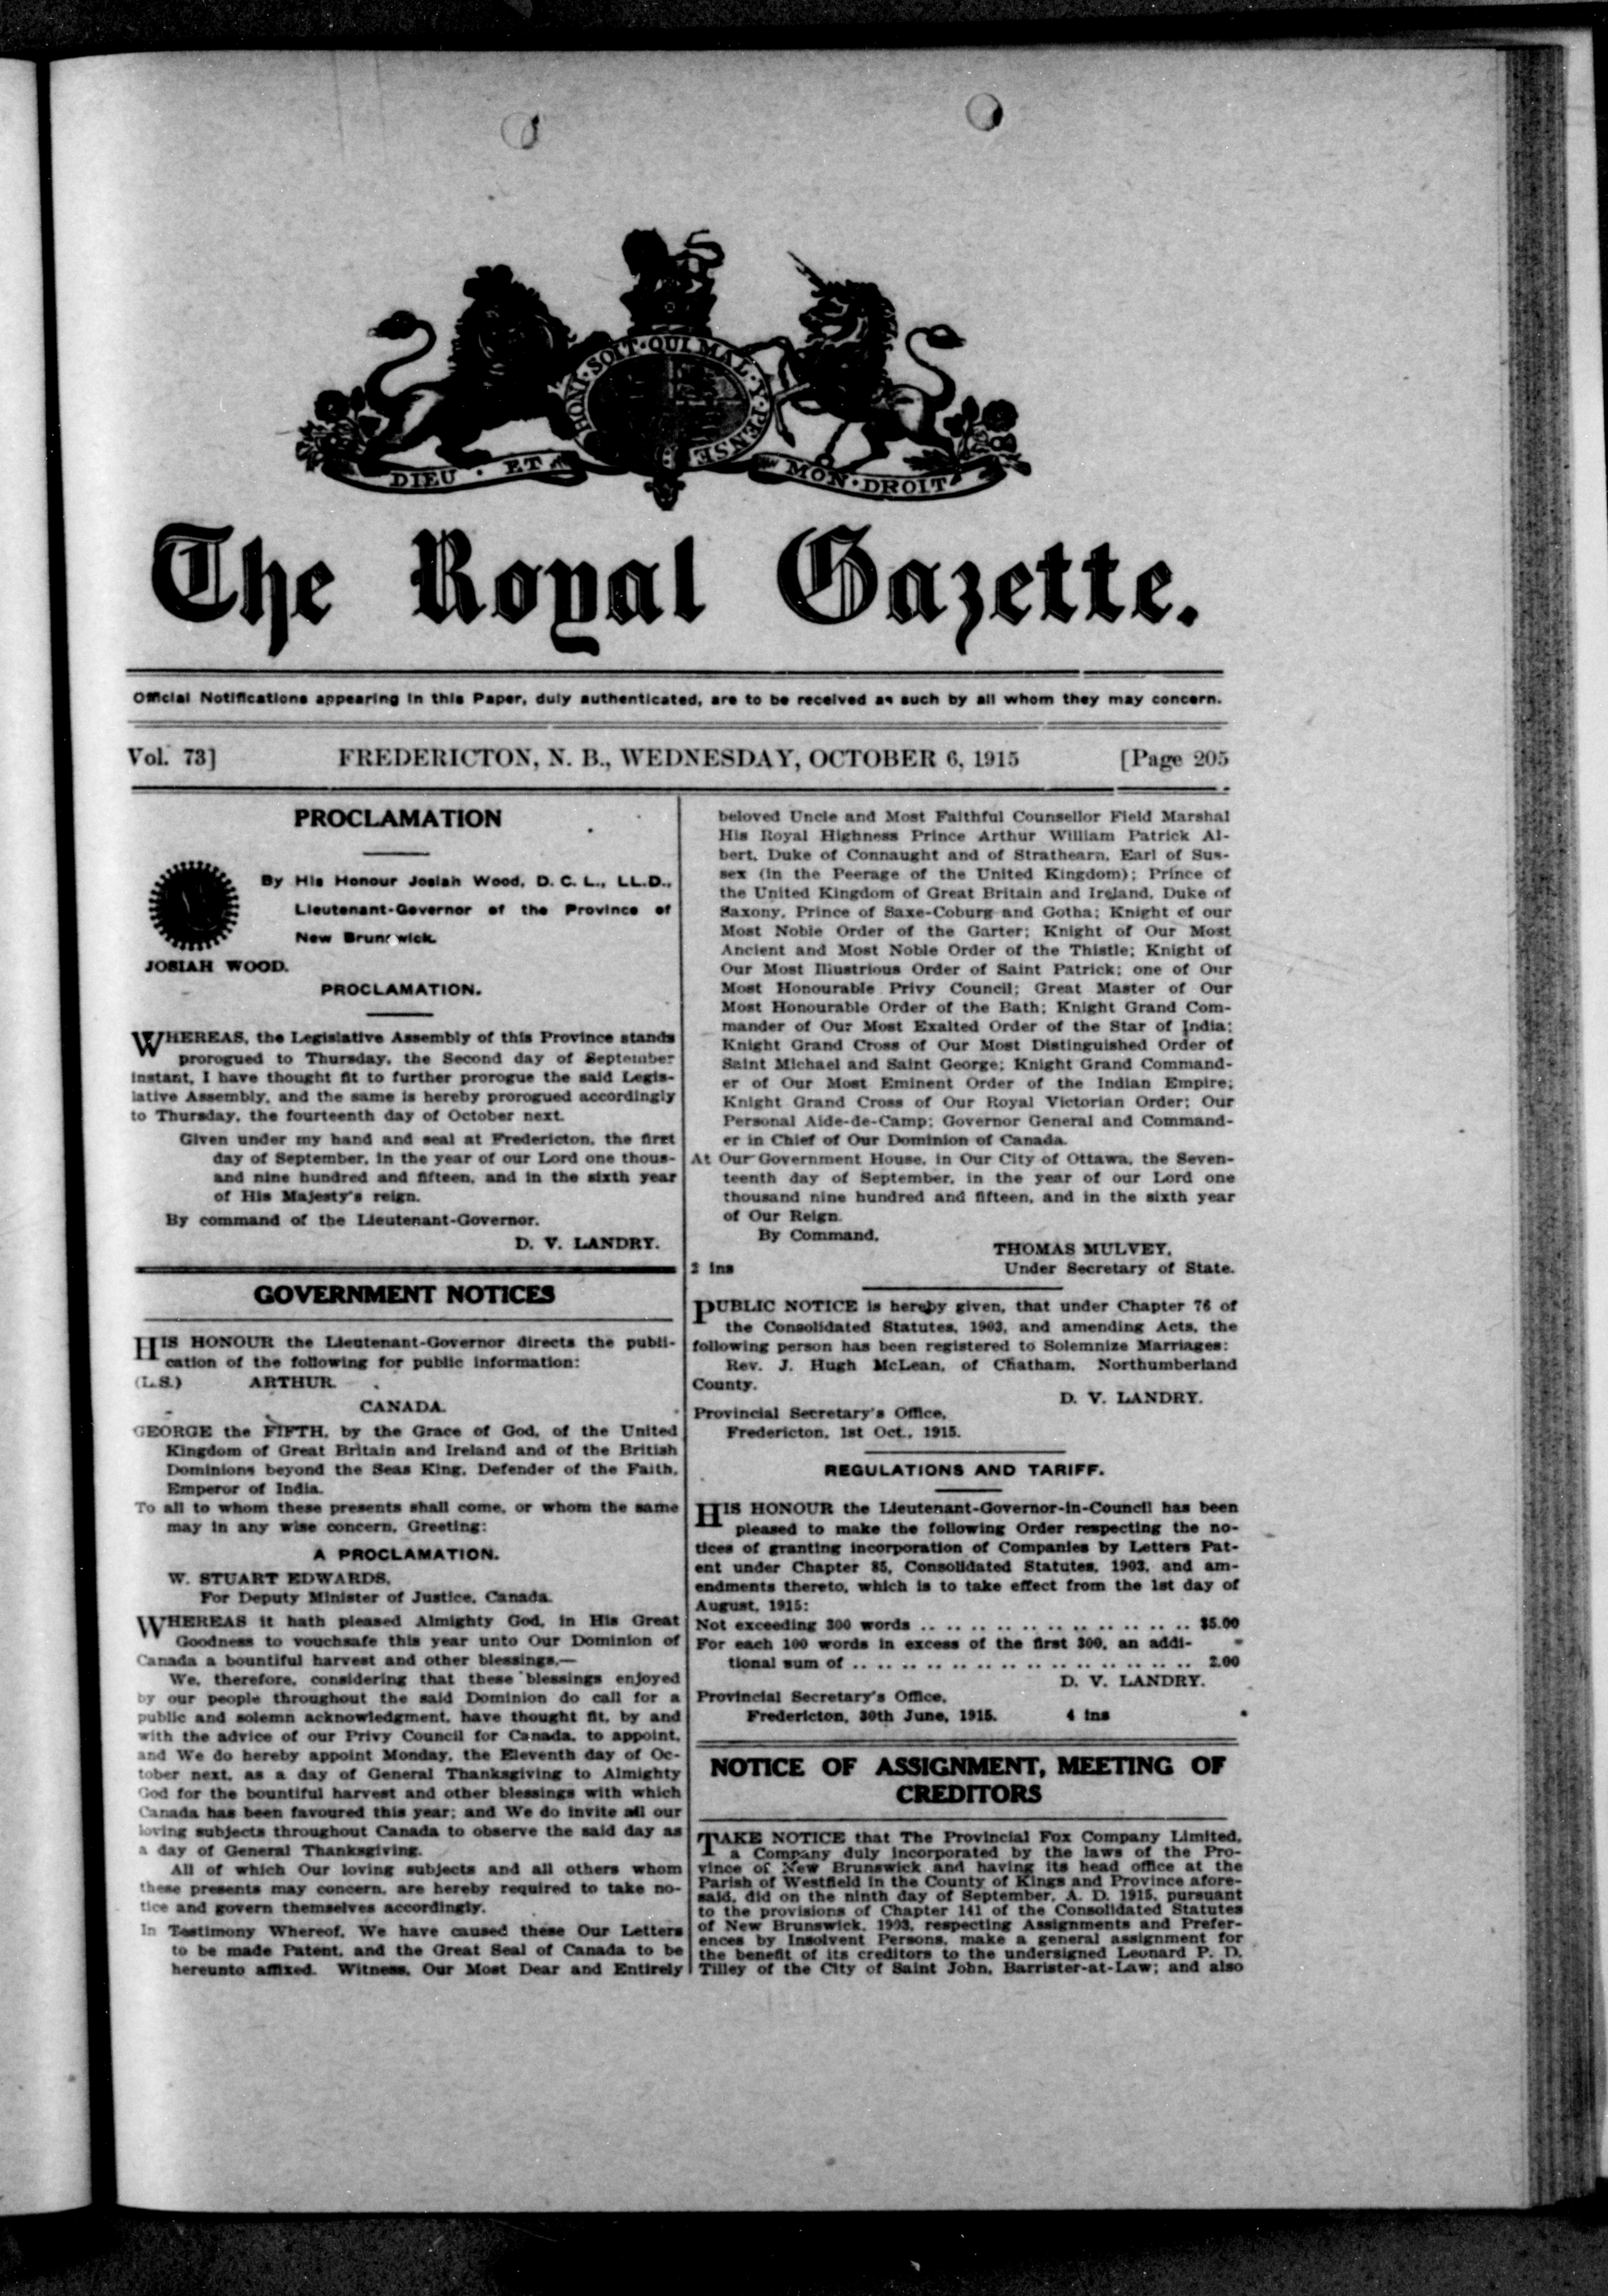 HONI·SOIT·QUI MAL·Y·PENSE
DIEU · ET MON·DROIT
The Royal Gazette.
Official Notifications appearing in this Paper, duly authenticated, are to be received as such by all whom they may concern.
Vol. 73] FREDERICTON, N. B., WEDNESDAY, OCTOBER 6, 1915 [Page 205
PROCLAMATION
By His Honour Josiah Wood, D. C. L., LL.D.,
Lieutenant-Governor of the Province of
New Brunswick.
JOSIAH WOOD.
PROCLAMATION.
WHEREAS, the Legislative Assembly of this Province stands
prorogued to Thursday, the Second day of September
instant, I have thought fit to further prorogue the said Legis-
lative Assembly, and the same is hereby prorogued accordingly
to Thursday, the fourteenth day of October next.
Given under my hand and seal at Fredericton, the first
day of September, in the year of our Lord one thous-
and nine hundred and fifteen, and in the sixth year
of His Majesty's reign.
By command of the Lieutenant-Governor.
D. V. LANDRY.
GOVERNMENT NOTICES
HIS HONOUR the Lieutenant-Governor directs the publi-
cation of the following for public information:
(L.S.) ARTHUR.
CANADA.
GEORGE the FIFTH, by the Grace of God, of the United
Kingdom of Great Britain and Ireland and of the British
Dominions beyond the Seas King, Defender of the Faith,
Emperor of India.
To all to whom these presents shall come, or whom the same
may in any wise concern, Greeting:
A PROCLAMATION.
W. STUART EDWARDS,
For Deputy Minister of Justice, Canada.
WHEREAS it hath pleased Almighty God, in His Great
Goodness to vouchsafe this year unto Our Dominion of
Canada a bountiful harvest and other blessings,—
We, therefore, considering that these blessings enjoyed
by our people throughout the said Dominion do call for a
public and solemn acknowledgment, have thought fit, by and
with the advice of our Privy Council for Canada, to appoint,
and We do hereby appoint Monday, the Eleventh day of Oc-
tober next, as a day of General Thanksgiving to Almighty
God for the bountiful harvest and other blessings with which
Canada has been favoured this year; and We do invite all our
loving subjects throughout Canada to observe the said day as
a day of General Thanksgiving.
All of which Our loving subjects and all others whom
these presents may concern, are hereby required to take no-
tice and govern themselves accordingly.
In Testimony Whereof, We have caused these Our Letters
to be made Patent, and the Great Seal of Canada to be
hereunto affixed. Witness, Our Most Dear and Entirely
beloved Uncle and Most Faithful Counsellor Field Marshal
His Royal Highness Prince Arthur William Patrick Al-
bert, Duke of Connaught and of Strathearn, Earl of Sus-
sex (in the Peerage of the United Kingdom); Prince of
the United Kingdom of Great Britain and Ireland, Duke of
Saxony, Prince of Saxe-Coburg and Gotha; Knight of our
Most Noble Order of the Garter; Knight of Our Most
Ancient and Most Noble Order of the Thistle; Knight of
Our Most Illustrious Order of Saint Patrick; one of Our
Most Honourable Privy Council; Great Master of Our
Most Honourable Order of the Bath; Knight Grand Com-
mander of Our Most Exalted Order of the Star of India;
Knight Grand Cross of Our Most Distinguished Order of
Saint Michael and Saint George; Knight Grand Command-
er of Our Most Eminent Order of the Indian Empire;
Knight Grand Cross of Our Royal Victorian Order; Our
Personal Aide-de-Camp; Governor General and Command-
er in Chief of Our Dominion of Canada.
At Our Government House, in Our City of Ottawa, the Seven-
teenth day of September, in the year of our Lord one
thousand nine hundred and fifteen, and in the sixth year
of Our Reign.
By Command,
THOMAS MULVEY,
2 ins Under Secretary of State.
PUBLIC NOTICE is hereby given, that under Chapter 76 of
the Consolidated Statutes, 1903, and amending Acts, the
following person has been registered to Solemnize Marriages:
Rev. J. Hugh McLean, of Chatham, Northumberland
County.
D. V. LANDRY.
Provincial Secretary's Office,
Fredericton, 1st Oct., 1915.
REGULATIONS AND TARIFF.
HIS HONOUR the Lieutenant-Governor-in-Council has been
pleased to make the following Order respecting the no-
tices of granting incorporation of Companies by Letters Pat-
ent under Chapter 85, Consolidated Statutes, 1903, and am-
endments thereto, which is to take effect from the 1st day of
August, 1915:
Not exceeding 300 words .. .. .. .. .. .. .. .. .. .. .. $5.00
For each 100 words in excess of the first 300, an addi-
tional sum of .. .. .. .. .. .. .. .. .. .. .. .. .. .. 2.00
D. V. LANDRY.
Provincial Secretary's Office,
Fredericton, 30th June, 1915. 4 ins
NOTICE OF ASSIGNMENT, MEETING OF
CREDITORS
TAKE NOTICE that The Provincial Fox Company Limited,
a Company duly incorporated by the laws of the Pro-
vince of New Brunswick and having its head office at the
Parish of Westfield in the County of Kings and Province afore-
said, did on the ninth day of September, A. D. 1915, pursuant
to the provisions of Chapter 141 of the Consolidated Statutes
of New Brunswick, 1903, respecting Assignments and Prefer-
ences by Insolvent Persons, make a general assignment for
the benefit of its creditors to the undersigned Leonard P. D.
Tilley of the City of Saint John, Barrister-at-Law; and also